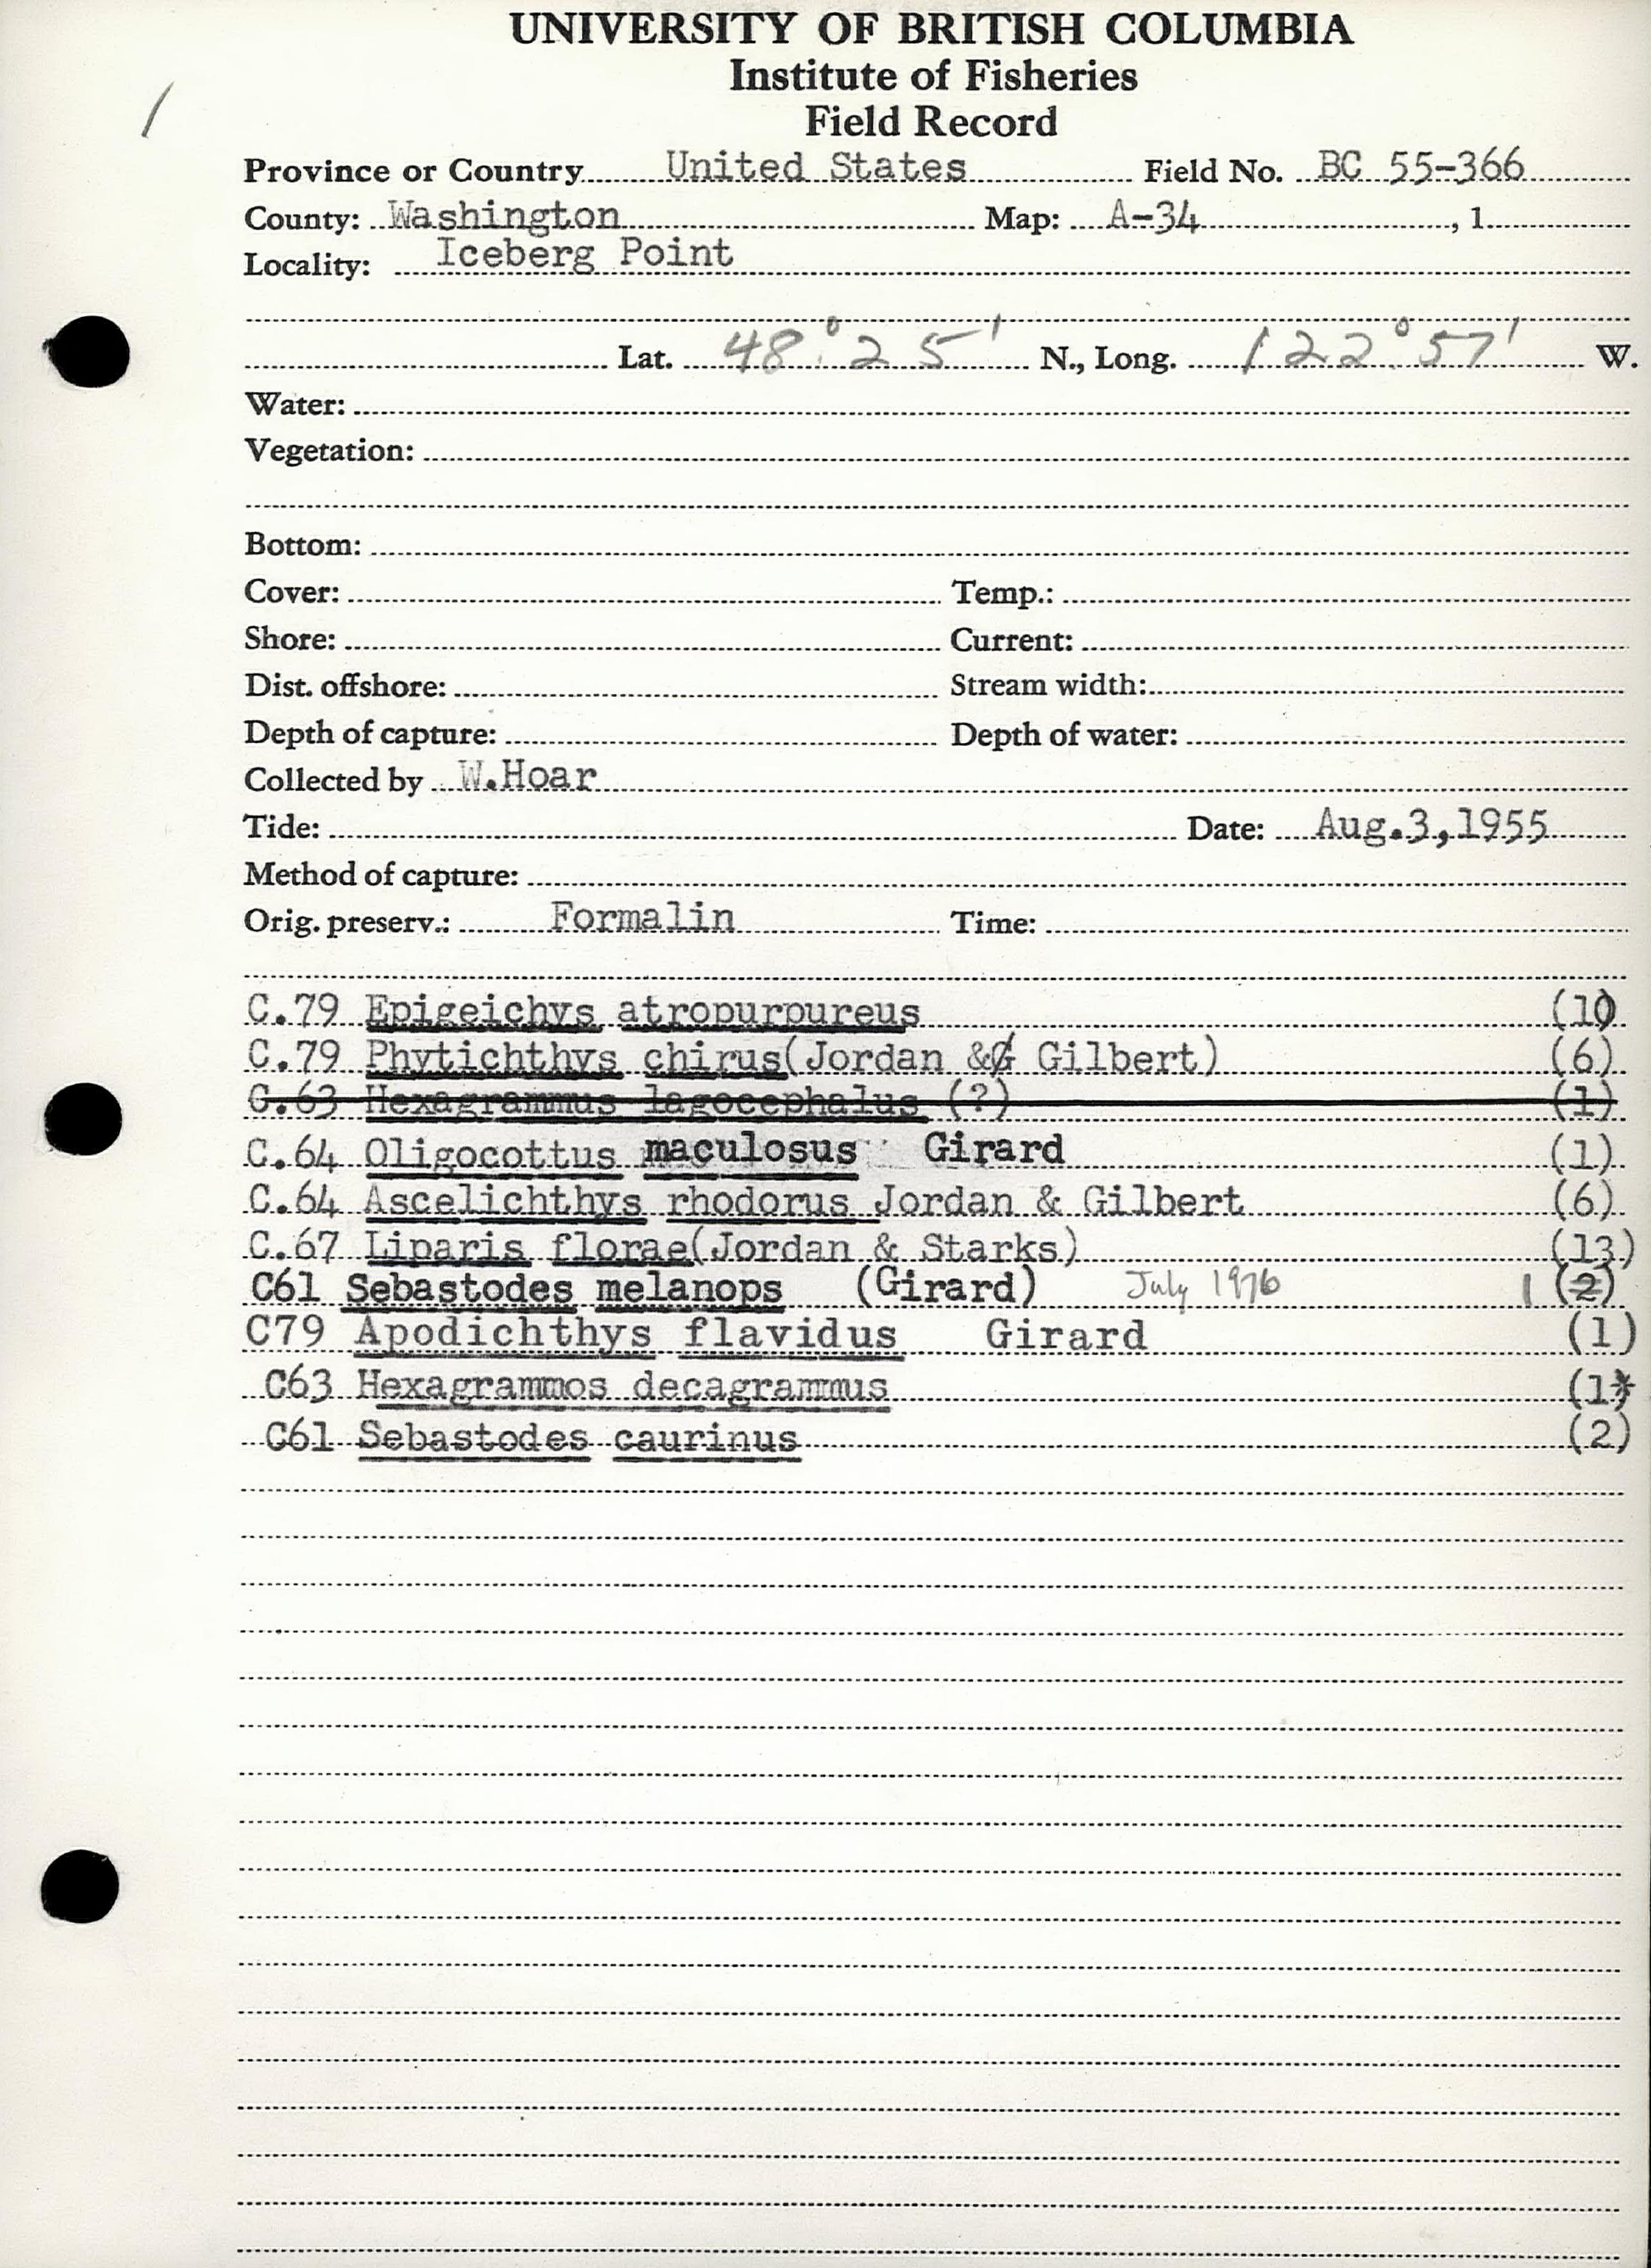 UNIVERSITY OF BRITISH COLUMBIA
Institute of Fisheries
Field Record
/
Province or Country United States Field No. BC 55-366
County: Washington Map: A-34, 1
Locality: Iceberg Point
Lat. 48° 25' N., Long. 122° 57' W.
Water:
Vegetation:
Bottom:
Cover: Temp.:
Shore: Current:
Dist. offshore: Stream width:
Depth of capture: Depth of water:
Collected by W.Hoar
Tide: Date: Aug.3,1955
Method of capture:
Orig. preserv.: Formalin Time:
C.79 Epigeichys atropurpureus (10)
C.79 Phytichthys chirus(Jordan &G Gilbert) (6)
C.63 Hexagrammus lagocephalus (?) (1)
C.64 Oligocottus maculosus Girard (1)
C.64 Ascelichthys rhodorus Jordan & Gilbert (6)
C.67 Liparis florae(Jordan & Starks) (13)
C61 Sebastodes melanops (Girard) July 1976 1 (2)
C79 Apodichthys flavidus Girard (1)
C63 Hexagrammos decagrammus (1)
C61 Sebastodes caurinus (2)